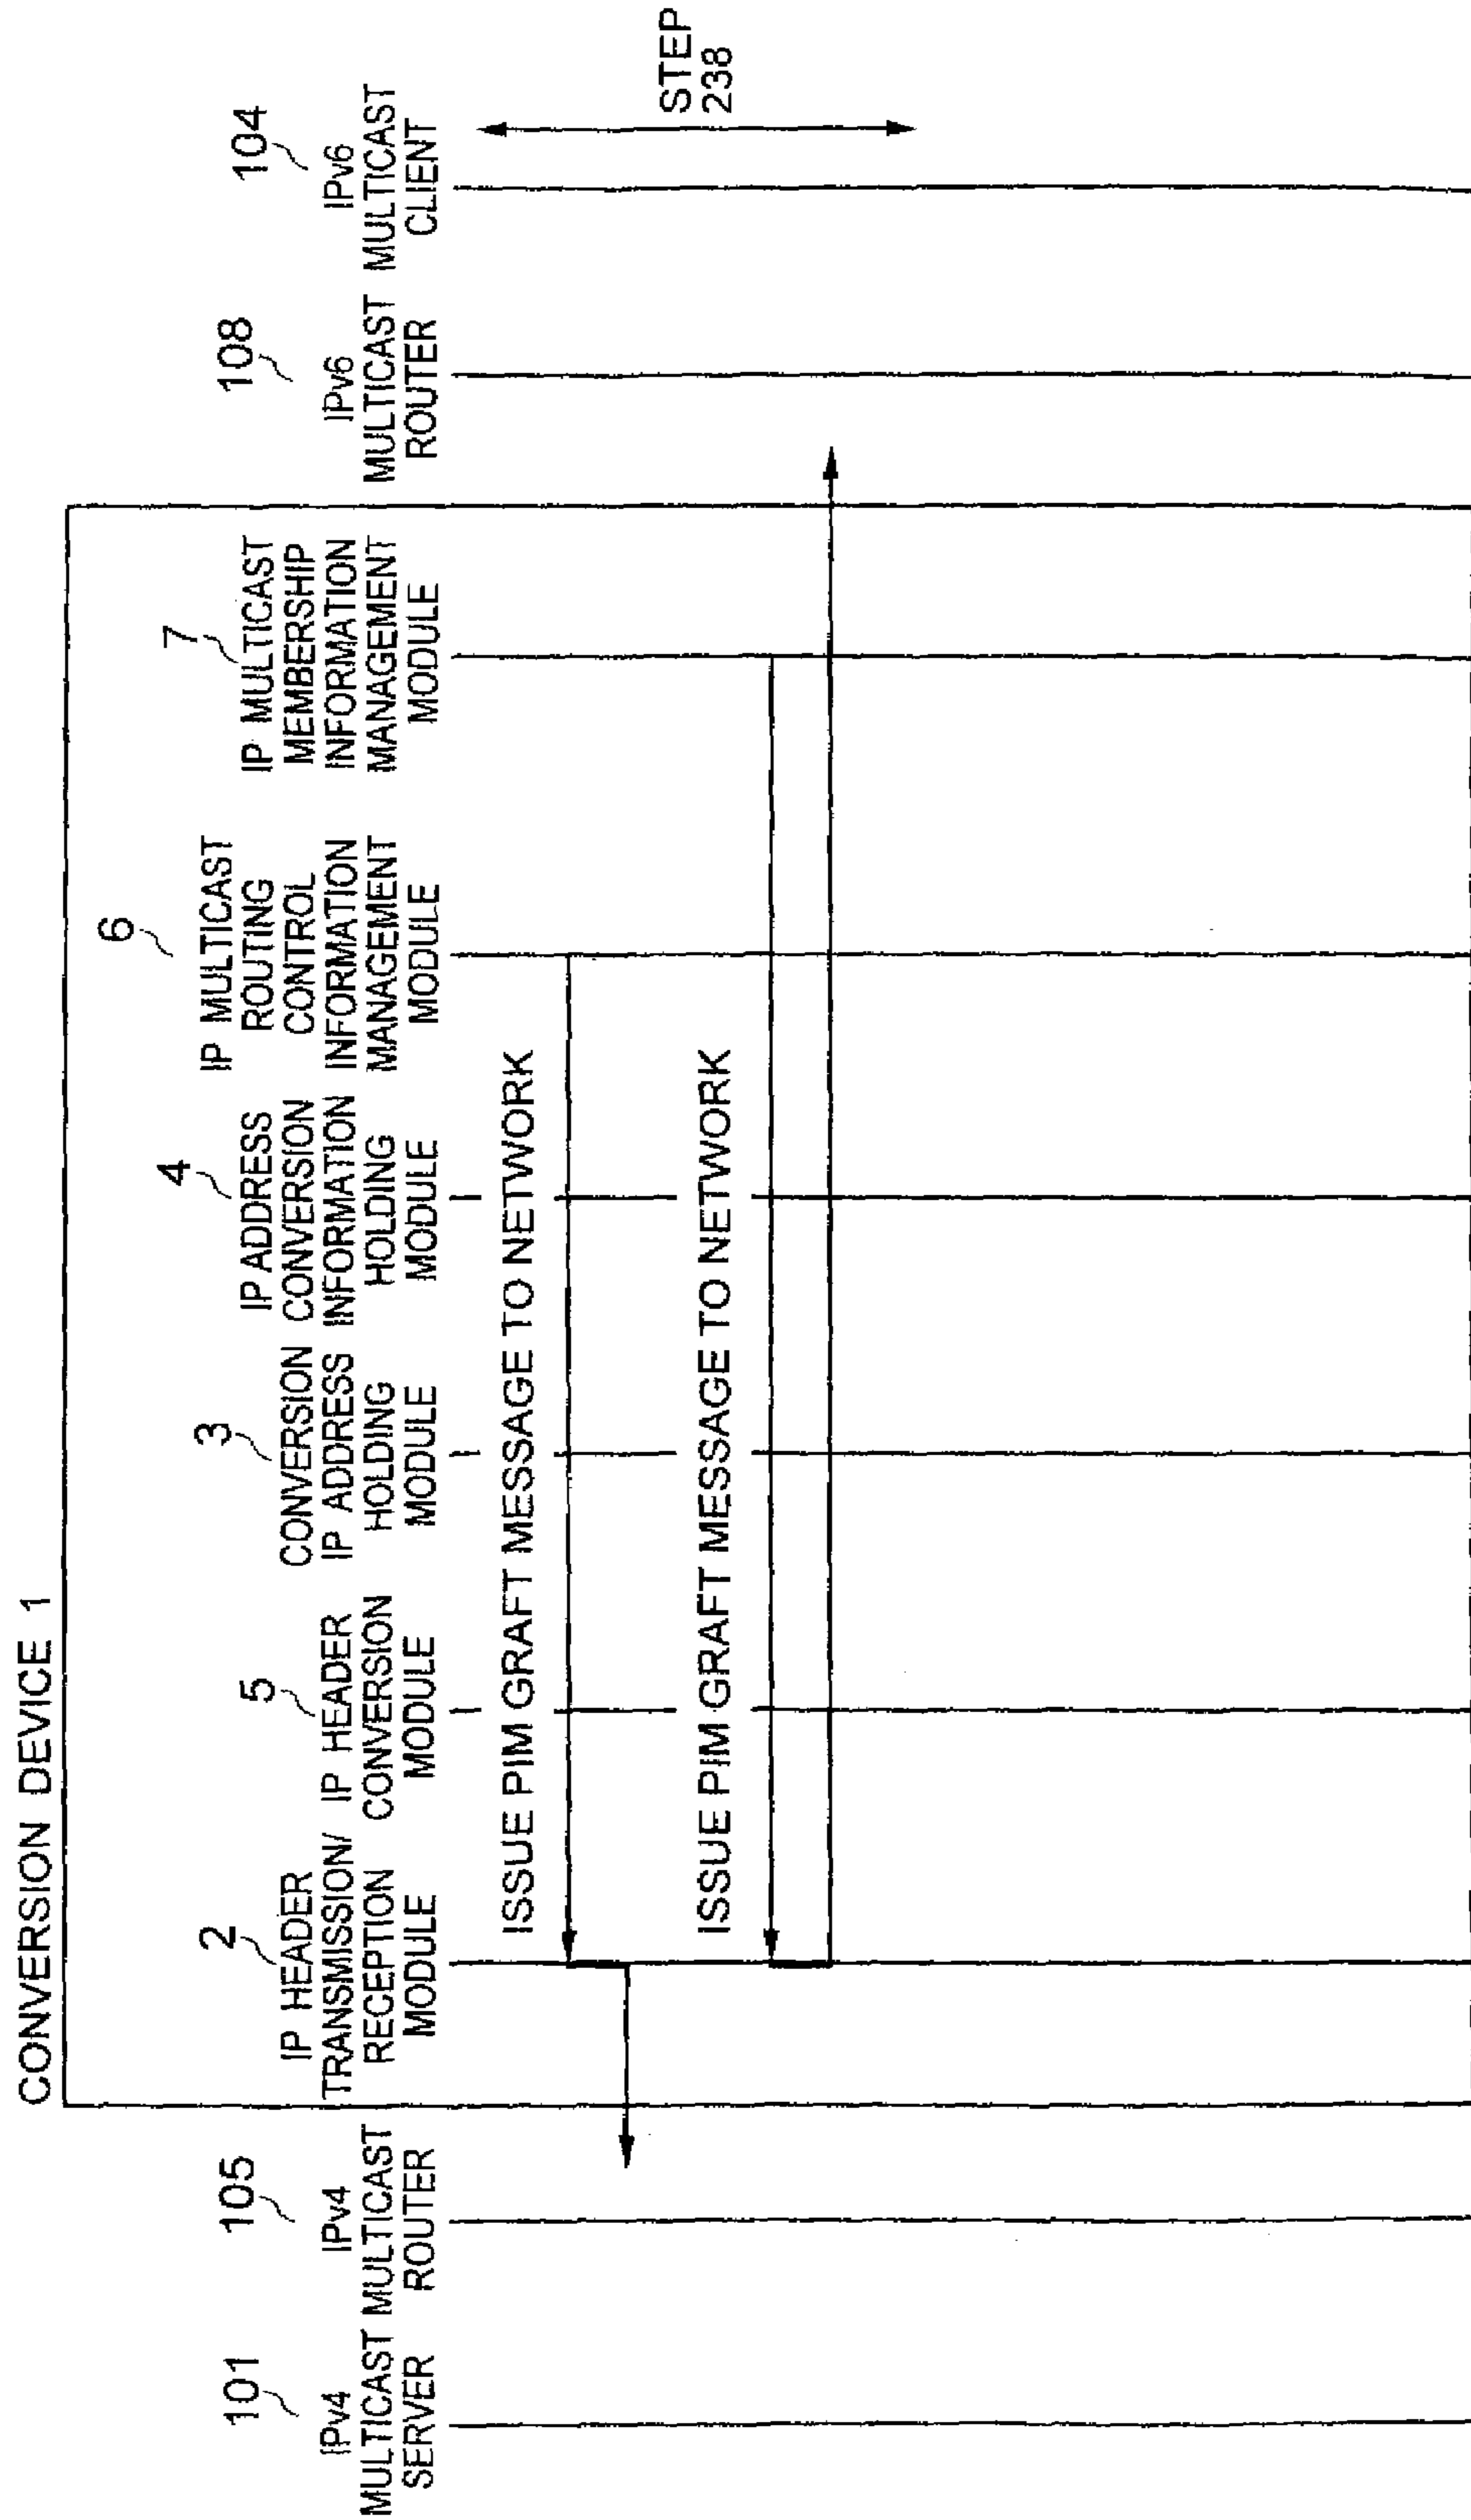 CONVERSION DEVICE 1
101
IPv4
MULTICAST
SERVER
105
IPv4
MULTICAST
ROUTER
2
IP HEADER
TRANSMISSION/
RECEPTION
MODULE
5
IP HEADER
CONVERSION
MODULE
3
CONVERSION
IP ADDRESS
HOLDING
MODULE
4
IP ADDRESS
CONVERSION
INFORMATION
HOLDING
MODULE
6
IP MULTICAST
ROUTING
CONTROL
INFORMATION
MANAGEMENT
MODULE
7
IP MULTICAST
MEMBERSHIP
INFORMATION
MANAGEMENT
MODULE
108
IPv6
MULTICAST
ROUTER
104
IPv6
MULTICAST
CLIENT
ISSUE PIM GRAFT MESSAGE TO NETWORK
ISSUE PIM GRAFT MESSAGE TO NETWORK
STEP
238